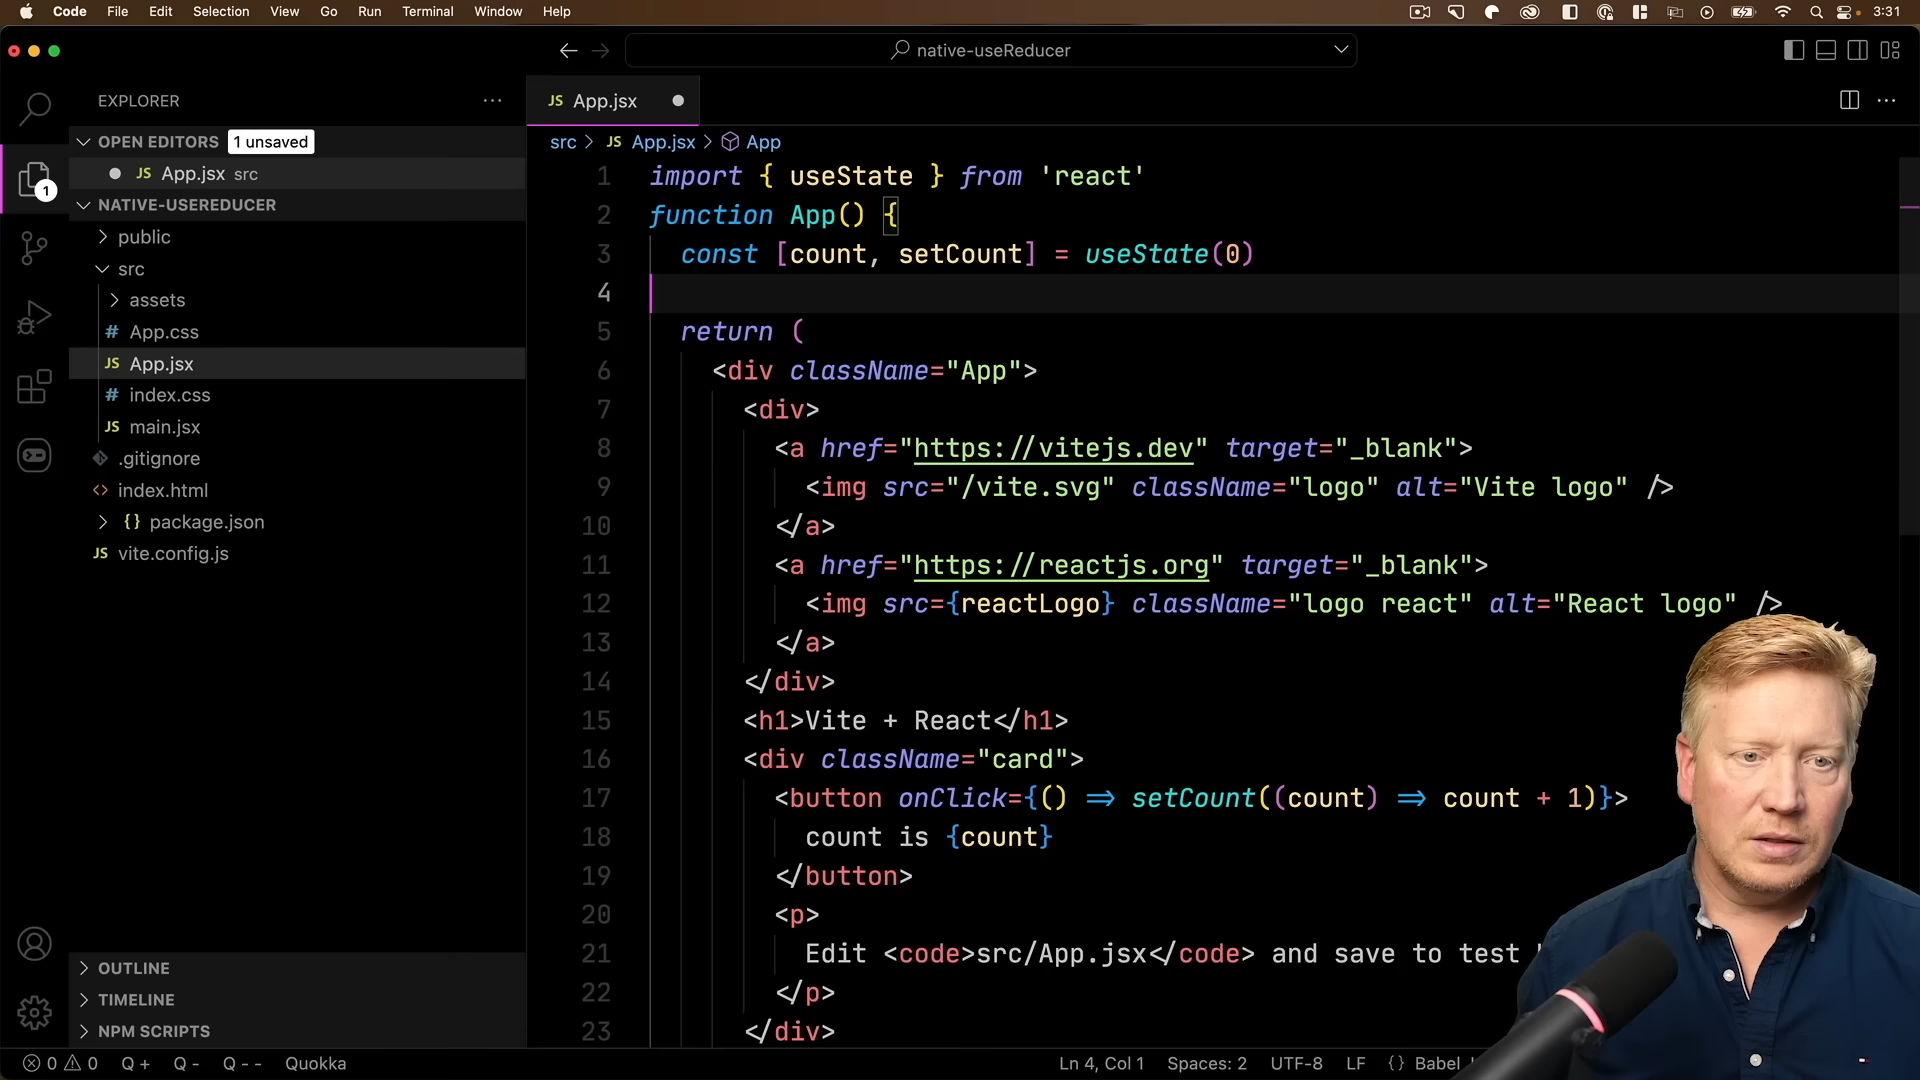 Code File Edit Selection View Go Run Terminal Window Help 3:31
native-useReducer
EXPLORER
OPEN EDITORS 1 unsaved
JS App.jsx src
NATIVE-USEREDUCER
public
src
assets
# App.css
JS App.jsx
# index.css
JS main.jsx
.gitignore
<> index.html
{} package.json
JS vite.config.js
OUTLINE
TIMELINE
NPM SCRIPTS
1
JS App.jsx
src > JS App.jsx > App
1 import { useState } from 'react'
2 function App() {
3 const [count, setCount] = useState(0)
4
5 return (
6 <div className="App">
7 <div>
8 <a href="https://vitejs.dev" target="_blank">
9 <img src="/vite.svg" className="logo" alt="Vite logo" />
10 </a>
11 <a href="https://reactjs.org" target="_blank">
12 <img src={reactLogo} className="logo react" alt="React logo" />
13 </a>
14 </div>
15 <h1>Vite + React</h1>
16 <div className="card">
17 <button onClick={() => setCount((count) => count + 1)}>
18 count is {count}
19 </button>
20 <p>
21 Edit <code>src/App.jsx</code> and save to test
22 </p>
23 </div>
0 0 Q + Q - Q - - Quokka Ln 4, Col 1 Spaces: 2 UTF-8 LF {} Babel